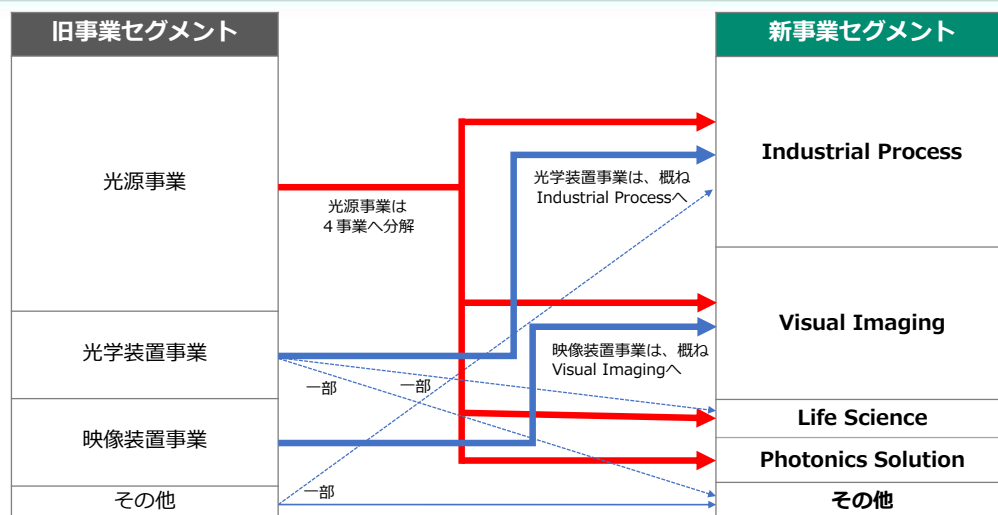 旧事業セグメント
新事業セグメント
光源事業
光学装置事業
映像装置事業
その他
光源事業は
４事業へ分解
光学装置事業は、概ね
Industrial Processへ
映像装置事業は、概ね
Visual Imagingへ
一部
一部
一部
Industrial Process
Visual Imaging
Life Science
Photonics Solution
その他